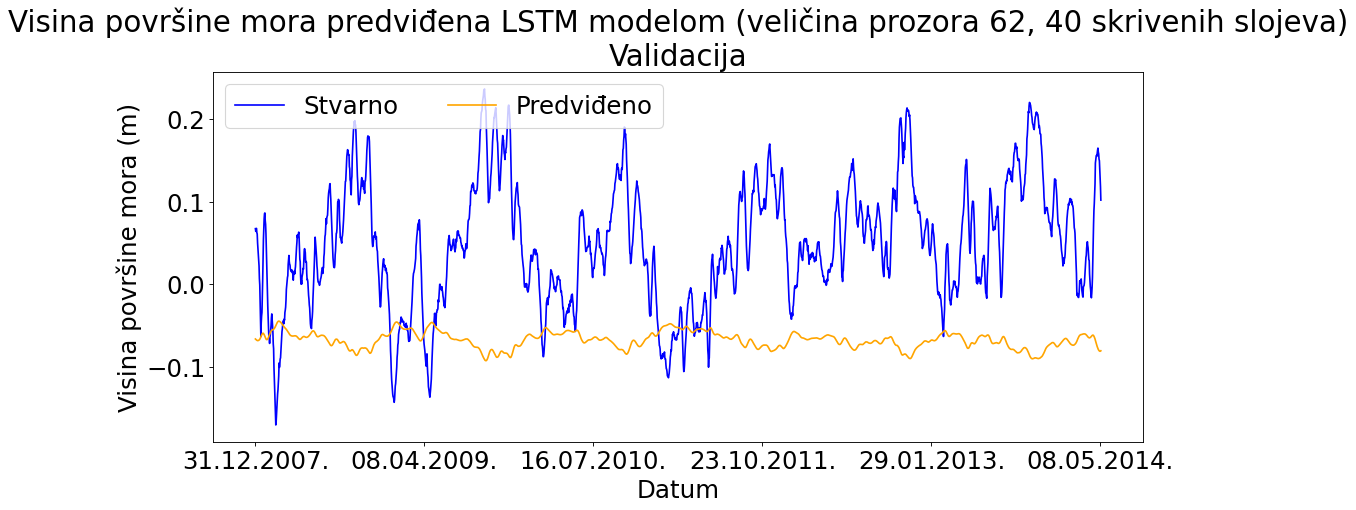 Visina površine mora predviđena LSTM modelom (veličina prozora 62, 40 skrivenih slojeva)
Validacija
Stvarno Predviđeno
Visina površine mora (m)
0.2
0.1
0.0
−0.1
31.12.2007. 08.04.2009. 16.07.2010. 23.10.2011. 29.01.2013. 08.05.2014.
Datum